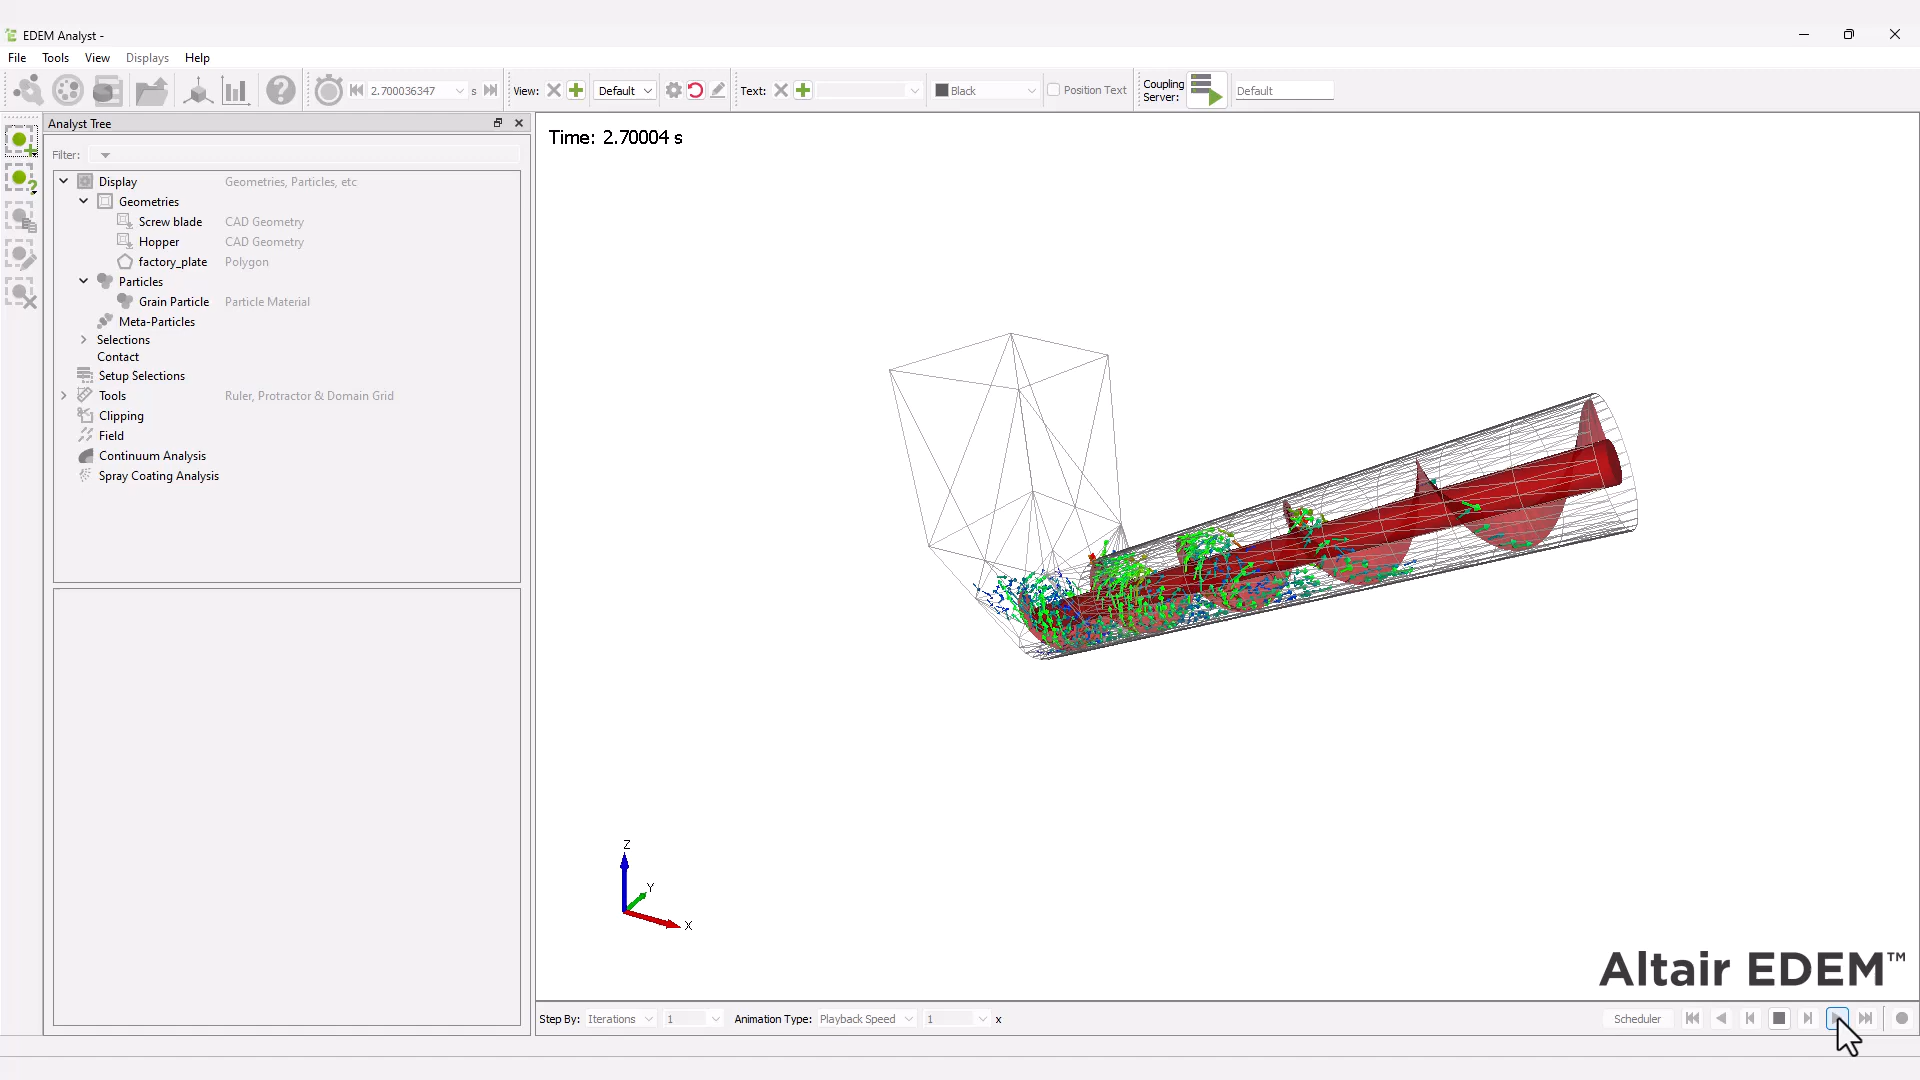 EDEM Analyst -
File Tools View Displays Help
2.700036347 s View: Default Text: Black Position Text Coupling Server: Default
Analyst Tree
Filter:
Display Geometries, Particles, etc
Geometries
Screw blade CAD Geometry
Hopper CAD Geometry
factory_plate Polygon
Particles
Grain Particle Particle Material
Meta-Particles
Selections
Contact
Setup Selections
Tools Ruler, Protractor & Domain Grid
Clipping
Field
Continuum Analysis
Spray Coating Analysis
Time: 2.70004 s
Z
Y
X
Altair EDEM™
Step By: Iterations 1 Animation Type: Playback Speed 1 x Scheduler